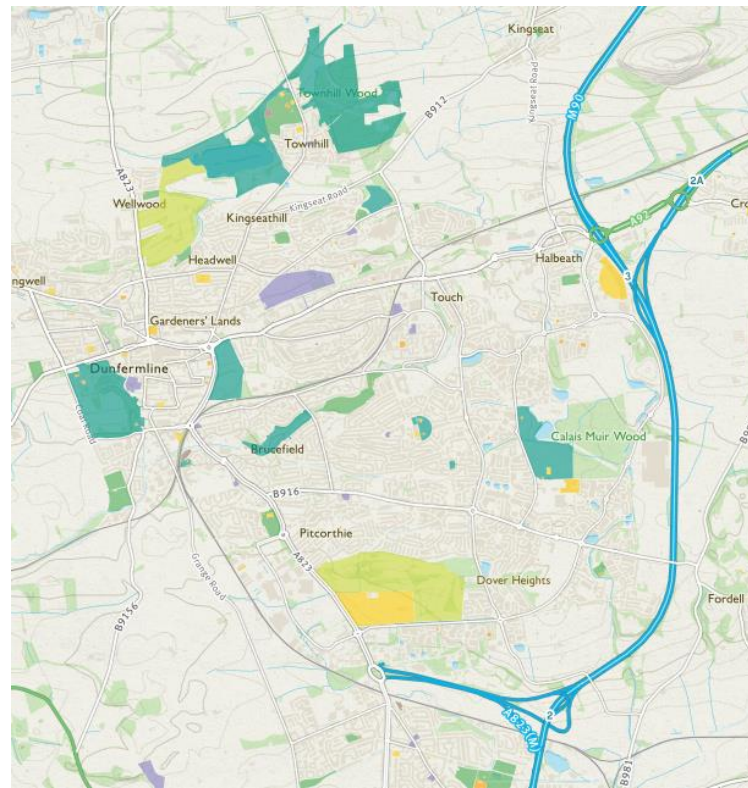 Kingseat
M90
Kingseat Road
Townhill Wood
B912
Townhill
A823
2A
Wellwood
Kingseat Road
Cro
Kingseathill
A92
Headwell
Halbeath
ngwell
3
Touch
Gardeners' Lands
Dunfermline
Calais Muir Wood
Brucefield
B916
Pitcorthie
A823
Grange Road
Dover Heights
Fordell
B9156
2
A823(M)
B981